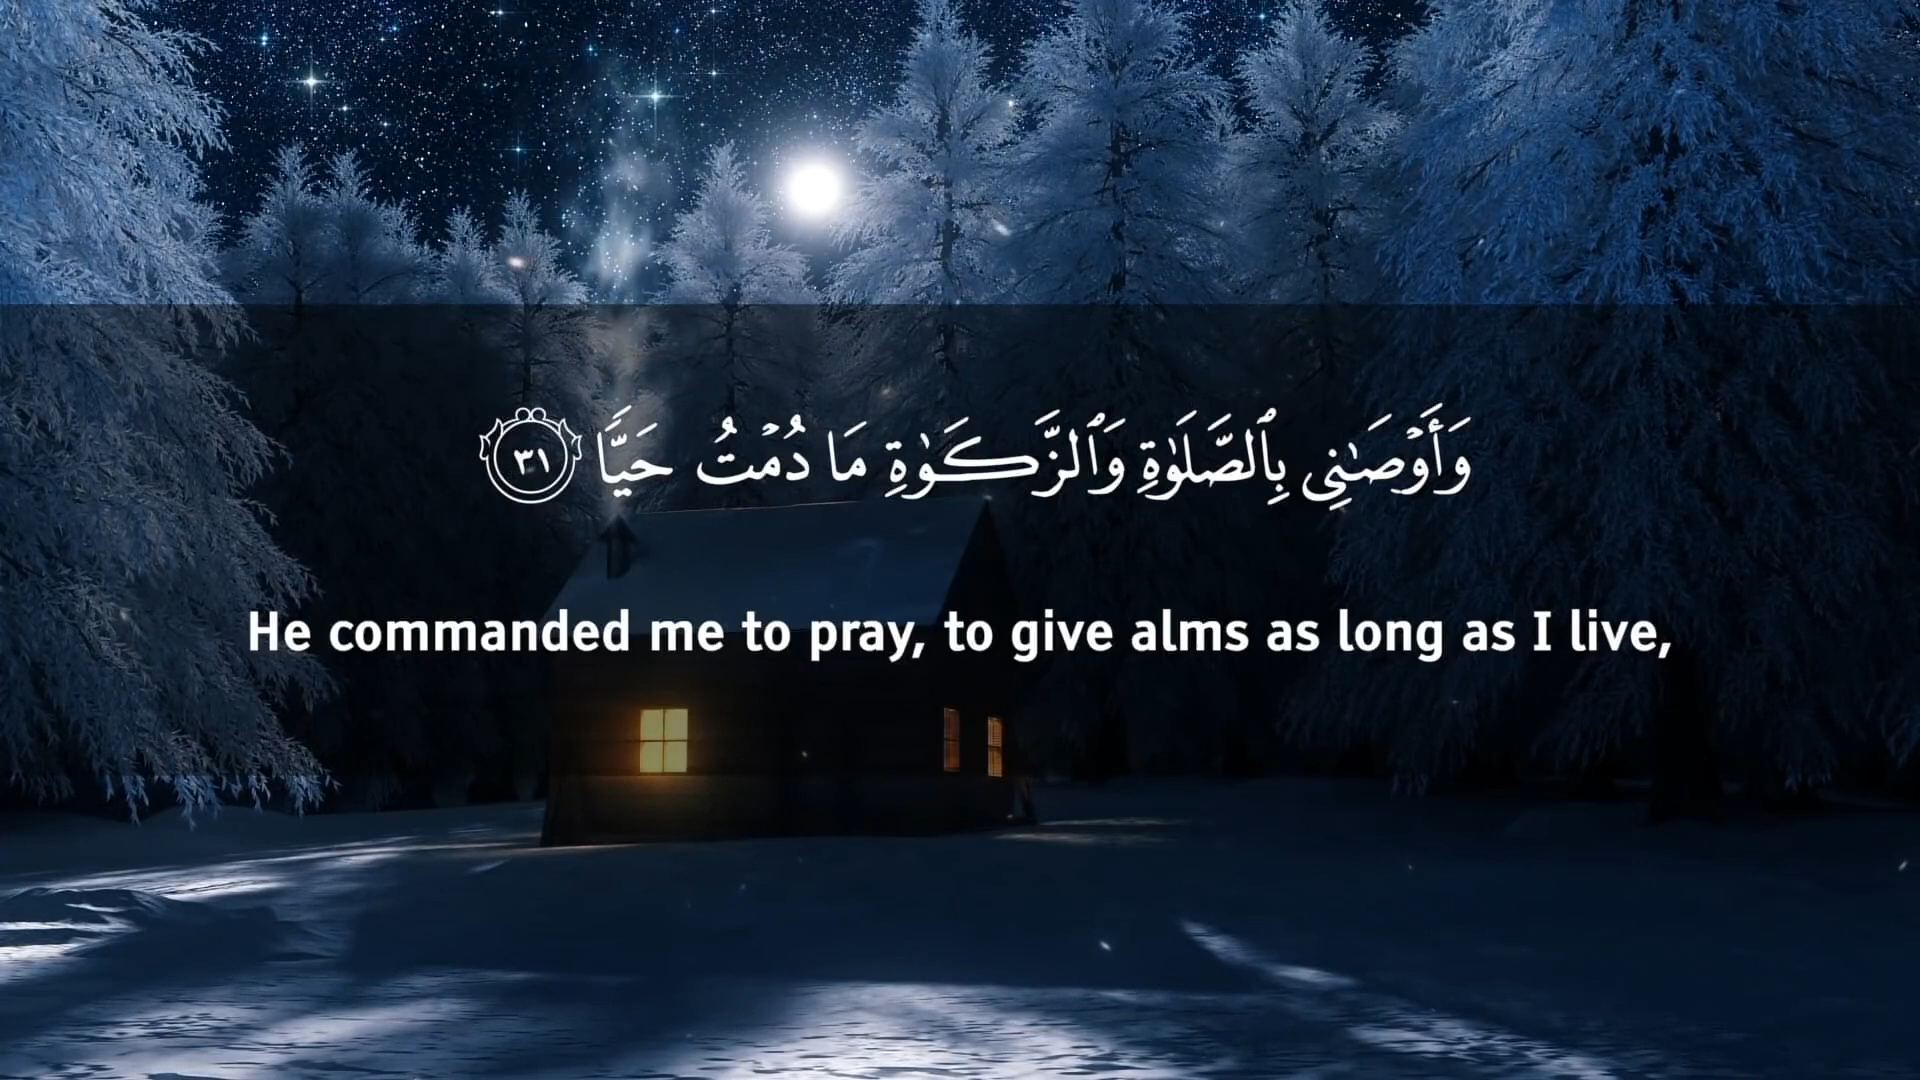 وَأَوۡصَـٰنِی بِٱلصَّلَوٰةِ وَٱلزَّكَوٰةِ مَا دُمۡتُ حَیࣰّا ٣١
He commanded me to pray, to give alms as long as I live,